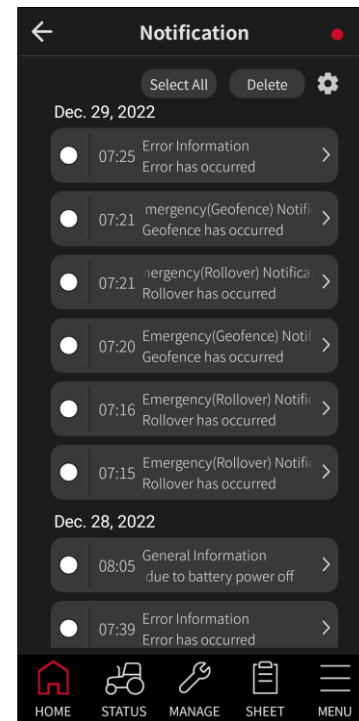 Notification
Select All Delete
Dec. 29, 2022
07:25 Error Information
Error has occurred
07:21 mergency(Geofence) Notifi
Geofence has occurred
07:21 nergency(Rollover) Notifica
Rollover has occurred
07:20 Emergency(Geofence) Notif
Geofence has occurred
07:16 Emergency(Rollover) Notific
Rollover has occurred
07:15 Emergency(Rollover) Notific
Rollover has occurred
Dec. 28, 2022
08:05 General Information
due to battery power off
07:39 Error Information
Error has occurred
HOME STATUS MANAGE SHEET MENU